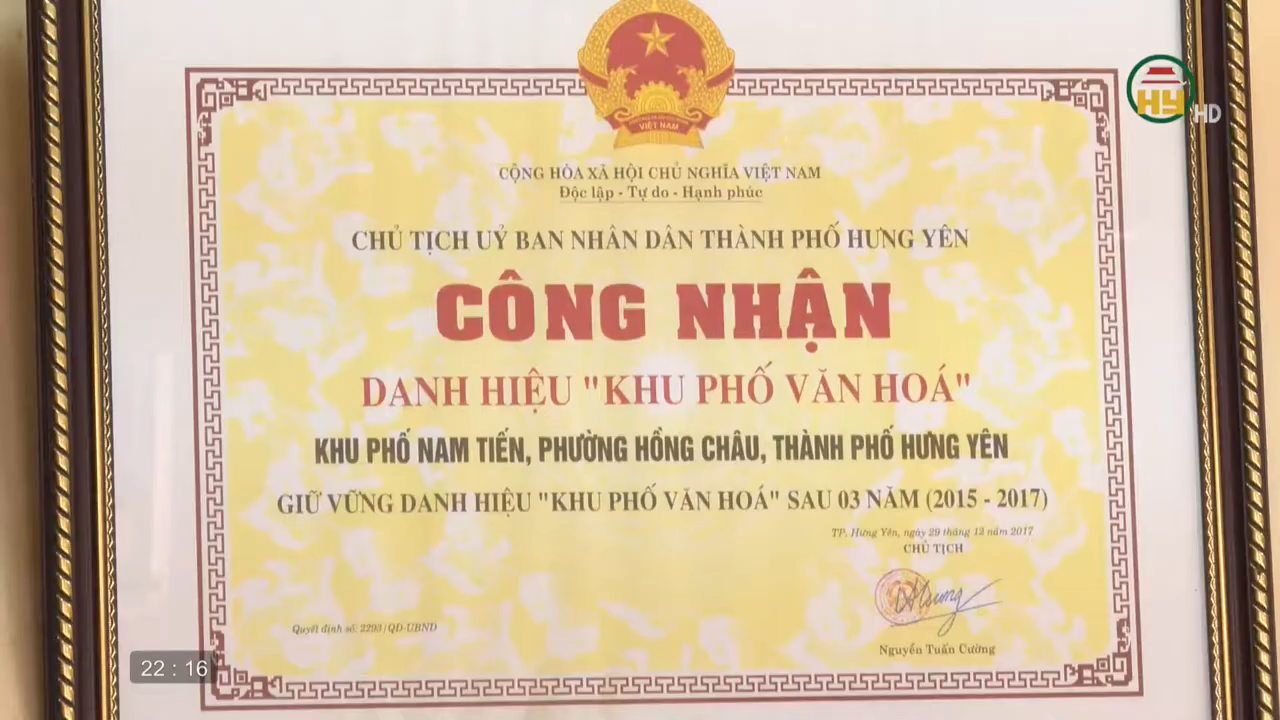 HY HD
VIỆT NAM
CỘNG HÒA XÃ HỘI CHỦ NGHĨA VIỆT NAM
Độc lập - Tự do - Hạnh phúc
CHỦ TỊCH UỶ BAN NHÂN DÂN THÀNH PHỐ HƯNG YÊN
CÔNG NHẬN
DANH HIỆU "KHU PHỐ VĂN HOÁ"
KHU PHỐ NAM TIẾN, PHƯỜNG HỒNG CHÂU, THÀNH PHỐ HƯNG YÊN
GIỮ VỮNG DANH HIỆU "KHU PHỐ VĂN HOÁ" SAU 03 NĂM (2015 - 2017)
TP. Hưng Yên, ngày 29 tháng 12 năm 2017
CHỦ TỊCH
Quyết định số: 2293/QĐ-UBND
Nguyễn Tuấn Cường
22 : 16